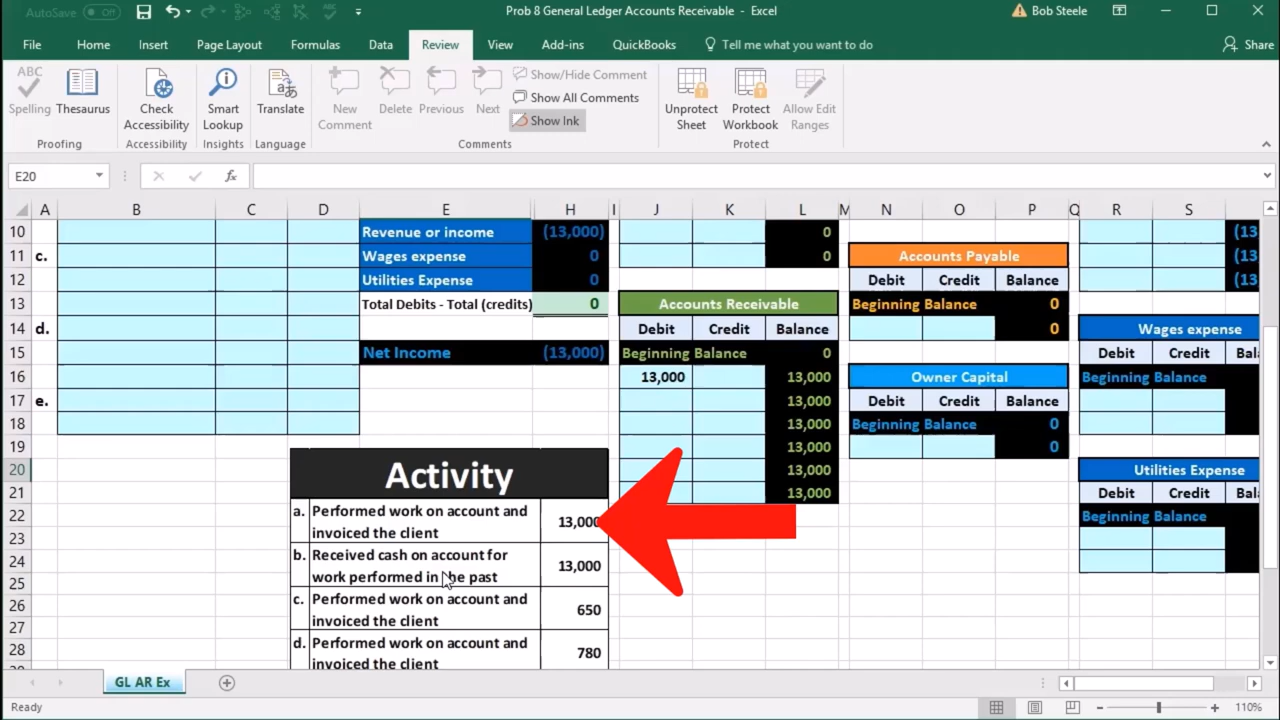 AutoSave Off
Prob 8 General Ledger Accounts Receivable - Excel
Bob Steele
File Home Insert Page Layout Formulas Data Review View Add-ins QuickBooks Tell me what you want to do Share
ABC
Spelling Thesaurus Check Accessibility Smart Lookup Translate New Comment Delete Previous Next Show/Hide Comment
Show All Comments
Show Ink
Unprotect Sheet Protect Workbook Allow Edit Ranges
Proofing Accessibility Insights Language Comments Protect
E20 fx
A B C D E H I J K L M N O P Q R S
10 Revenue or income (13,000) 0 (13
11 c. Wages expense 0 0 Accounts Payable (13
12 Utilities Expense 0 Debit Credit Balance (13
13 Total Debits - Total (credits) 0 Accounts Receivable Beginning Balance 0
14 d. Debit Credit Balance 0 Wages expense
15 Net Income (13,000) Beginning Balance 0 Debit Credit Bal
16 13,000 13,000 Owner Capital Beginning Balance
17 e. 13,000 Debit Credit Balance
18 13,000 Beginning Balance 0
19 13,000 0
20 Activity 13,000 Utilities Expense
21 13,000 Debit Credit Bal
22 a. Performed work on account and 13,000 Beginning Balance
23 invoiced the client
24 b. Received cash on account for 13,000
25 work performed in the past
26 c. Performed work on account and 650
27 invoiced the client
28 d. Performed work on account and 780
invoiced the client
GL AR Ex
Ready 110%